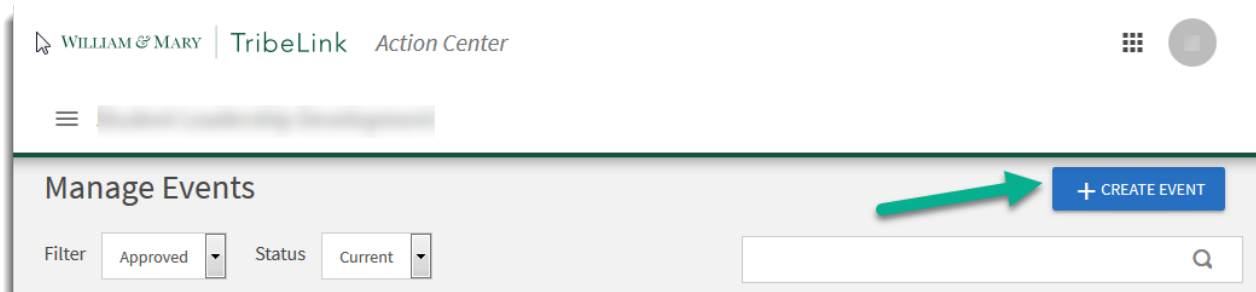 WILLIAM & MARY TribeLink Action Center
Manage Events
+ CREATE EVENT
Filter Approved Status Current